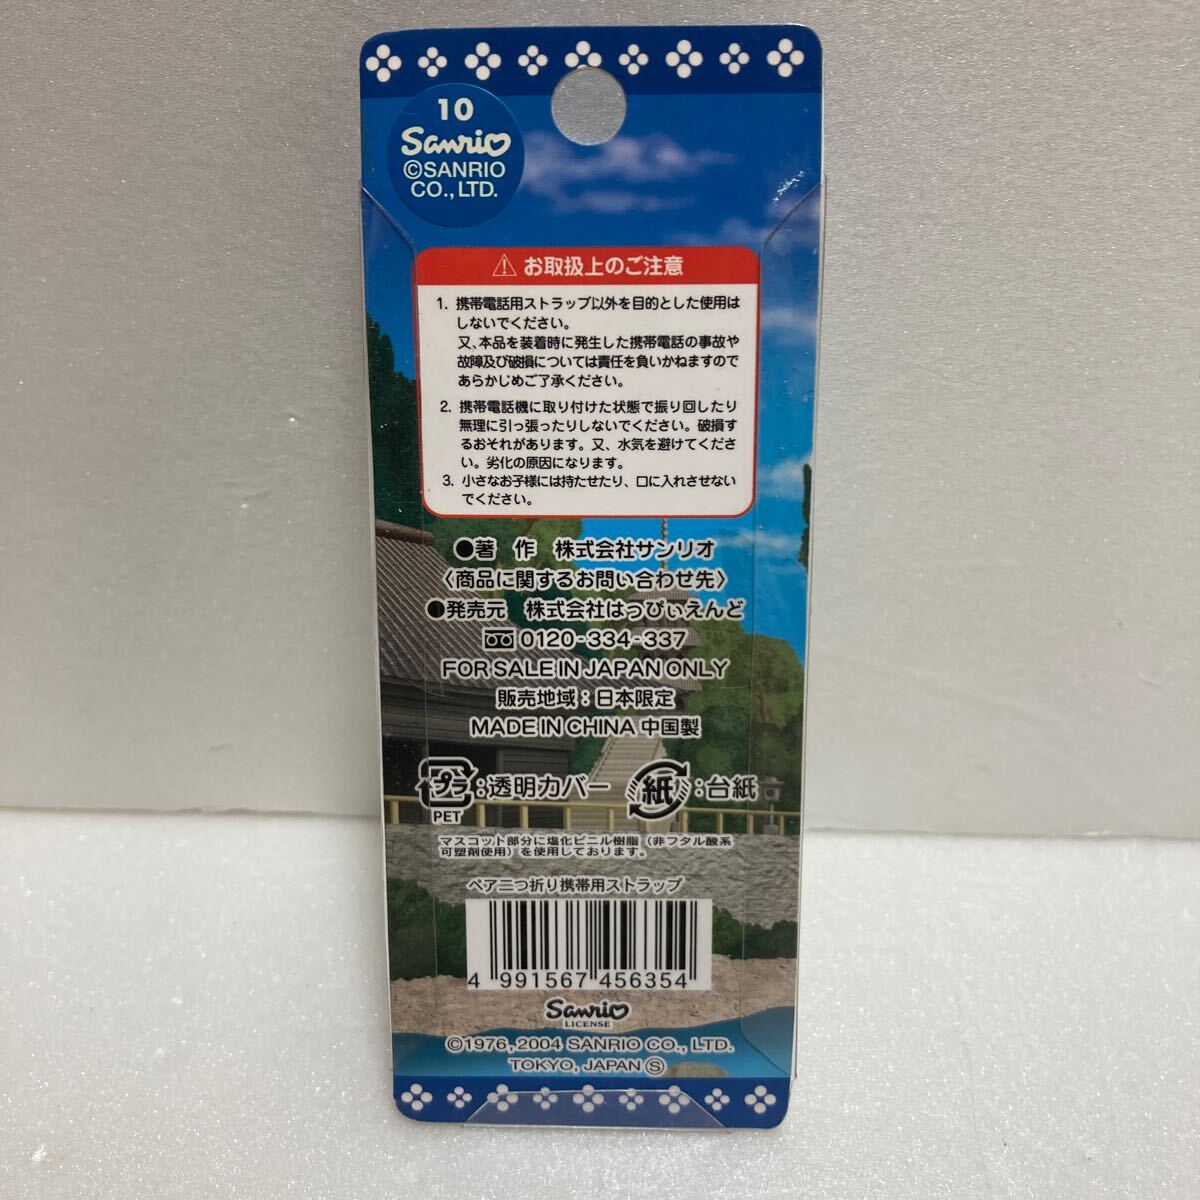 10
Sanrio
©SANRIO
CO.,LTD.
お取扱上のご注意
1. 携帯電話用ストラップ以外を目的とした使用は
しないでください。
又、本品を装着時に発生した携帯電話の事故や
故障及び破損については責任を負いかねますので
あらかじめご了承ください。
2. 携帯電話機に取り付けた状態で振り回したり
無理に引っ張ったりしないでください。破損す
るおそれがあります。又、水気を避けてくださ
い。劣化の原因になります。
3. 小さなお子様には持たせたり、口に入れさせない
でください。
●著 作 株式会社サンリオ
〈商品に関するお問い合わせ先〉
●発売元 株式会社はっぴぃえんど
0120-334-337
FOR SALE IN JAPAN ONLY
販売地域：日本限定
MADE IN CHINA 中国製
プラ：透明カバー 紙：台紙
PET
マスコット部分に塩化ビニル樹脂（非フタル酸系
可塑剤使用）を使用しております。
ペア二つ折り携帯用ストラップ
4 991567 456354
Sanrio
LICENSE
©1976, 2004 SANRIO CO., LTD.
TOKYO, JAPAN Ⓢ